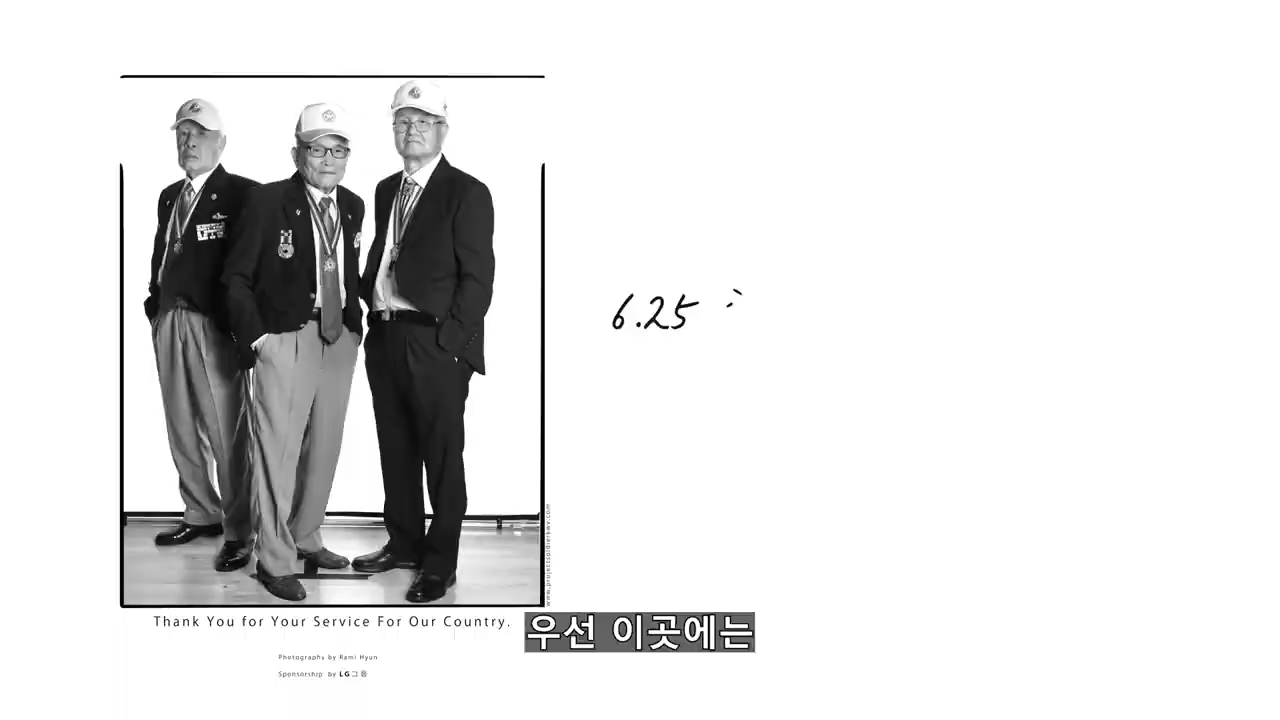 6.25
www.projectsoldierkwv.com
Thank You for Your Service For Our Country.
우선 이곳에는
Photography by Rami Hyun
Sponsorship by LG그룹